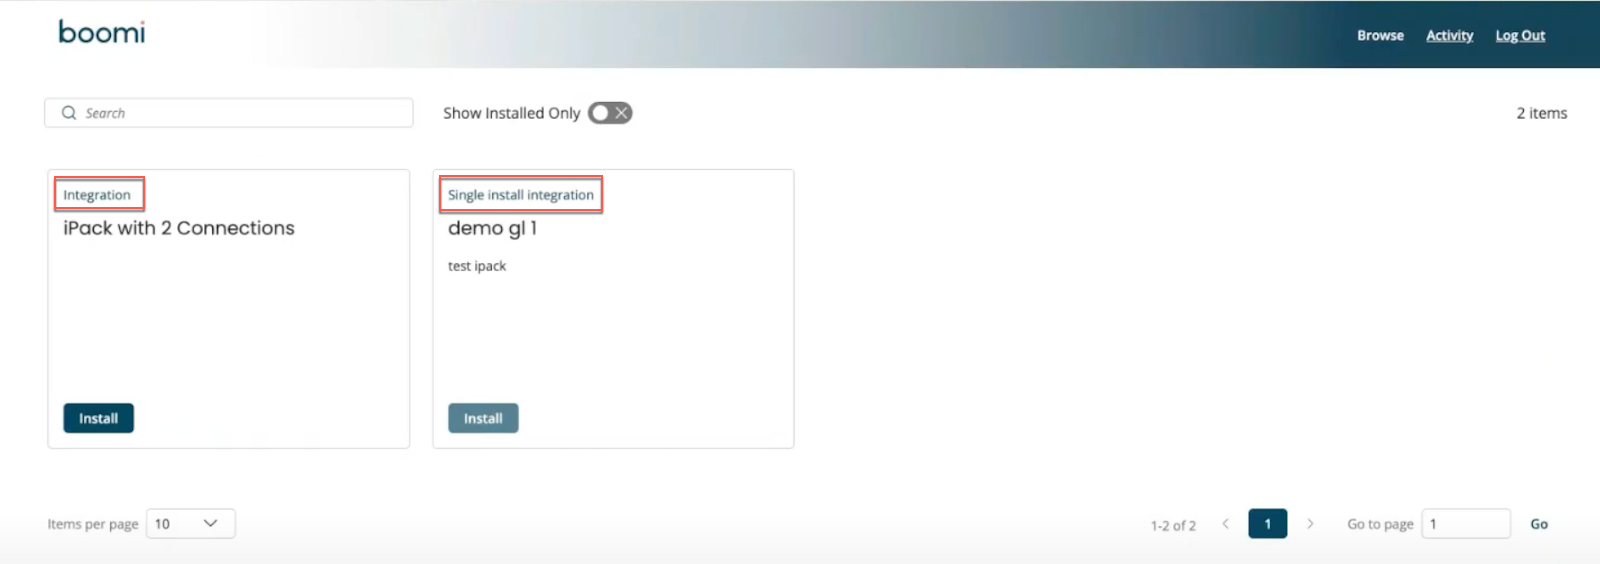 boomi
Browse Activity Log Out
Search
Show Installed Only
2 items
Integration
iPack with 2 Connections
Install
Single install integration
demo gl 1
test ipack
Install
Items per page 10
1-2 of 2 < 1 > Go to page 1 Go